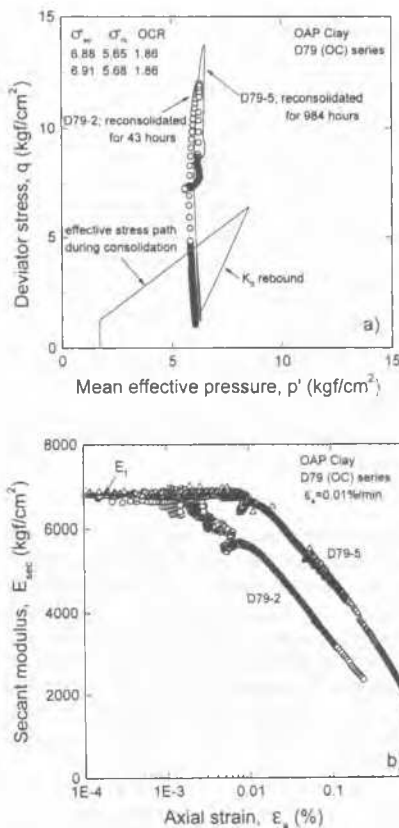 σ'vc σ'rc OCR
6.88 5.65 1.86
6.91 5.68 1.86
OAP Clay
D79 (OC) series
D79-2; reconsolidated
for 43 hours
D79-5; reconsolidated
for 984 hours
effective stress path
during consolidation
K₀ rebound
a)
15
10
5
0
0 5 10 15
Deviator stress, q (kgf/cm²)
Mean effective pressure, p' (kgf/cm²)
8000
6000
4000
2000
0
OAP Clay
D79 (OC) series
ε̇ₐ=0.01%/min
D79-5
D79-2
b
1E-4 1E-3 0.01 0.1
Secant modulus, E_sec (kgf/cm²)
Axial strain, εₐ (%)